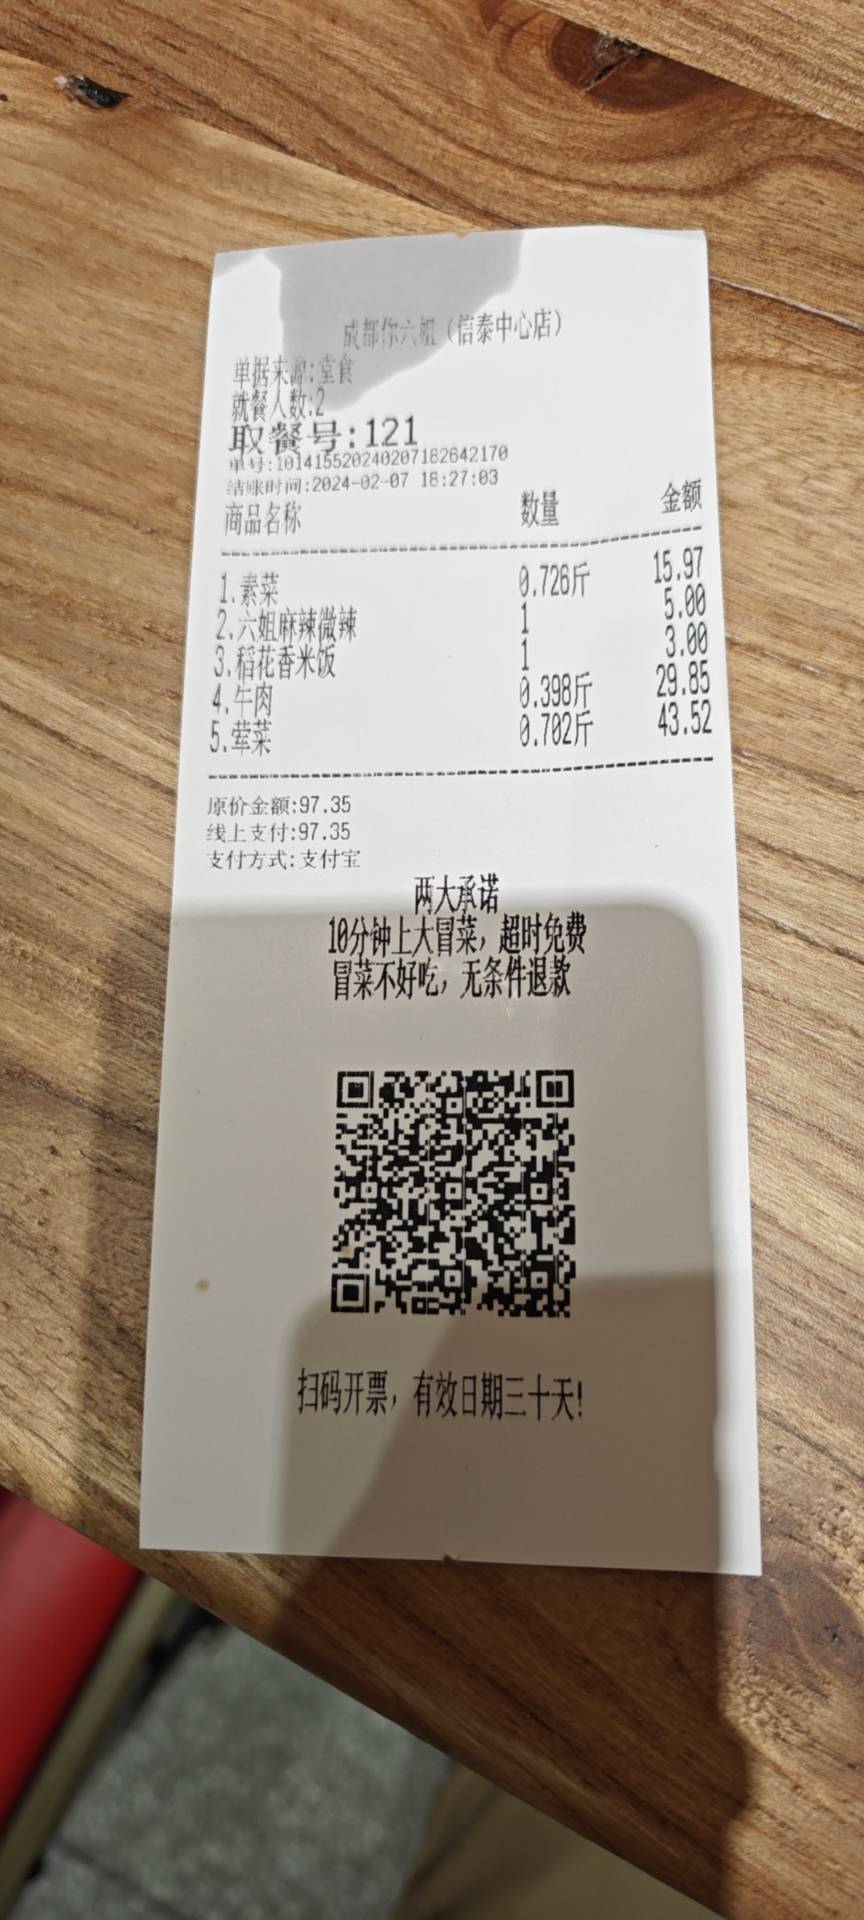 成都你六姐（信泰中心店）
单据来源:堂食
就餐人数:2
取餐号:121
单号:101415520240207182642170
结账时间:2024-02-07 18:27:03
商品名称 数量 金额
1.素菜 0.726斤 15.97
2.六姐麻辣微辣 1 5.00
3.稻花香米饭 1 3.00
4.牛肉 0.398斤 29.85
5.荤菜 0.702斤 43.52
原价金额:97.35
线上支付:97.35
支付方式:支付宝
两大承诺
10分钟上大冒菜，超时免费
冒菜不好吃，无条件退款
扫码开票，有效日期三十天!